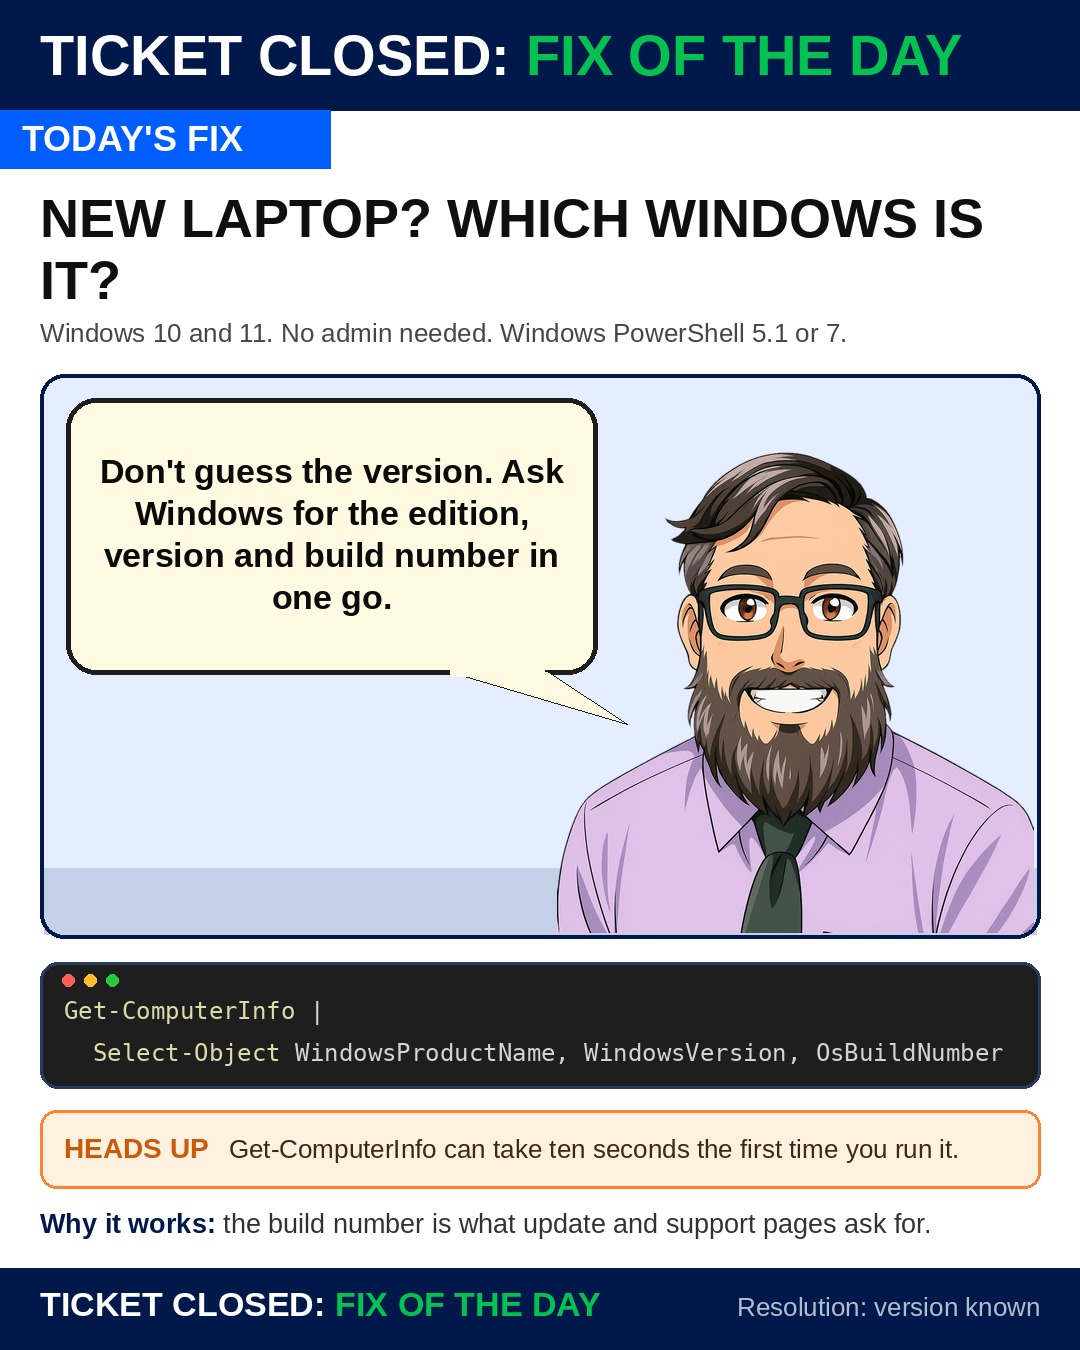 TICKET CLOSED: FIX OF THE DAY
TODAY'S FIX
NEW LAPTOP? WHICH WINDOWS IS
IT?
Windows 10 and 11. No admin needed. Windows PowerShell 5.1 or 7.
Don't guess the version. Ask
Windows for the edition,
version and build number in
one go.
Get-ComputerInfo |
  Select-Object WindowsProductName, WindowsVersion, OsBuildNumber
HEADS UP Get-ComputerInfo can take ten seconds the first time you run it.
Why it works: the build number is what update and support pages ask for.
TICKET CLOSED: FIX OF THE DAY
Resolution: version known